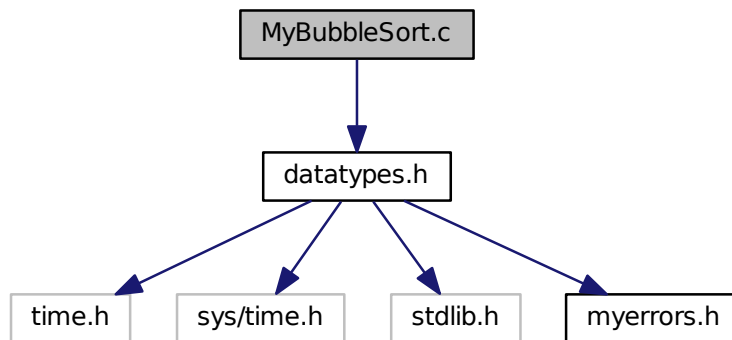 MyBubbleSort.c
datatypes.h
time.h
sys/time.h
stdlib.h
myerrors.h